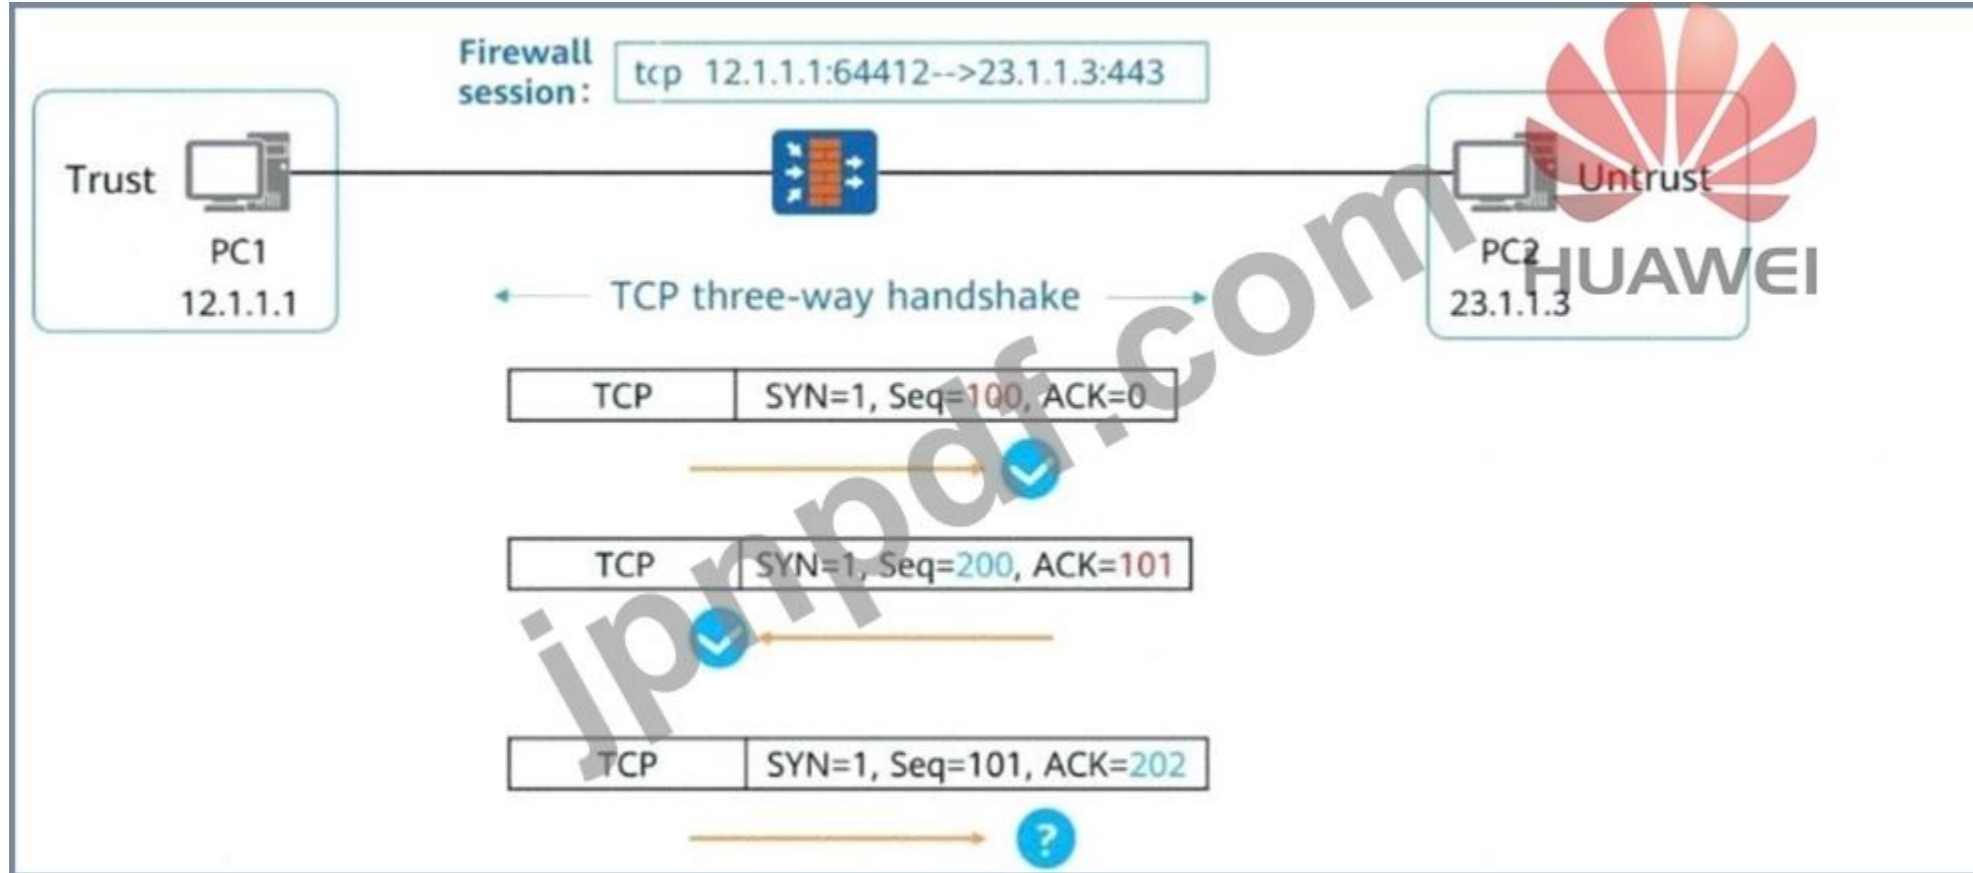 Firewall session:
tcp 12.1.1.1:64412-->23.1.1.3:443
Trust
PC1
12.1.1.1
Untrust
PC2
23.1.1.3
HUAWEI
TCP three-way handshake
TCP SYN=1, Seq=100, ACK=0
TCP SYN=1, Seq=200, ACK=101
TCP SYN=1, Seq=101, ACK=202
?
jpnpdf.com